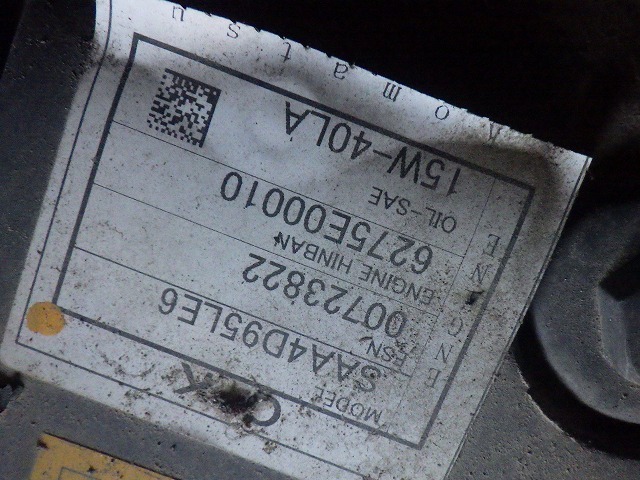 MODEL
SAA4D95LE6
ESN
00723822
ENGINE HINBAN
6275E00010
OIL-SAE
15W-40LA
ENGINE
Komatsu